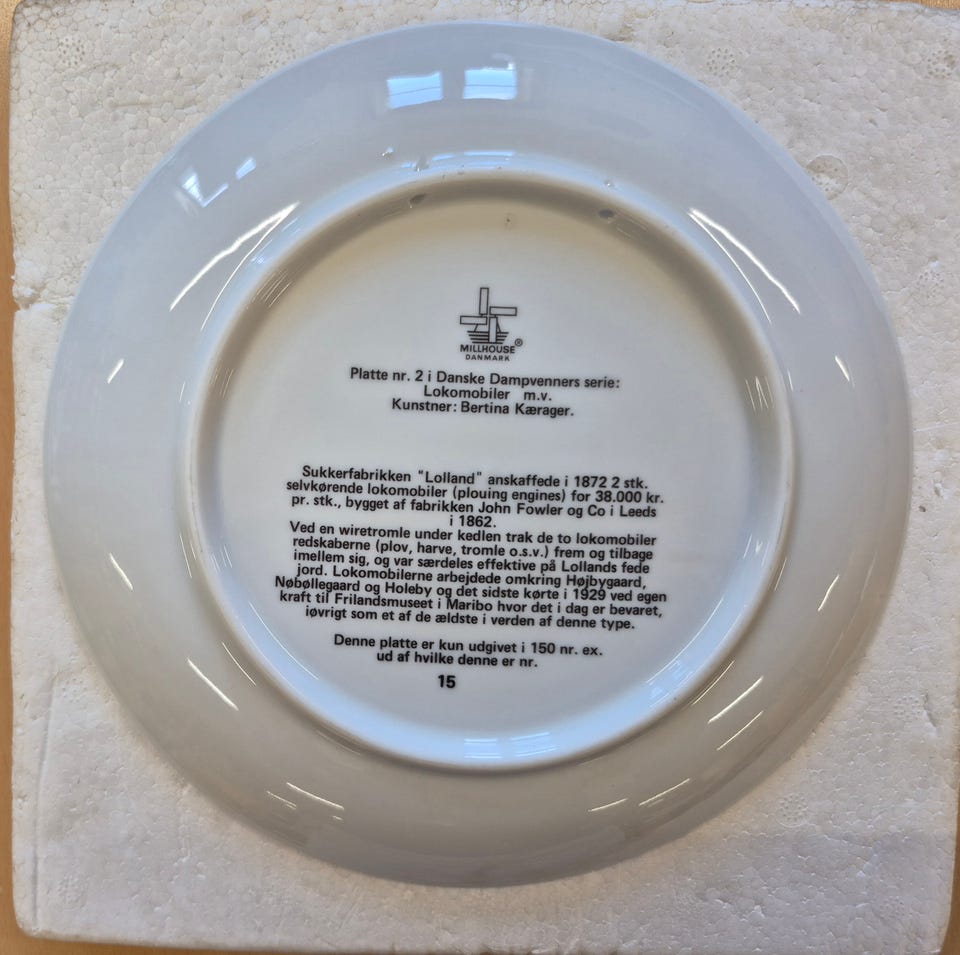 MILLHOUSE ®
DANMARK
Platte nr. 2 i Danske Dampvenners serie:
Lokomobiler m.v.
Kunstner: Bertina Kærager.
Sukkerfabrikken "Lolland" anskaffede i 1872 2 stk.
selvkørende lokomobiler (plouing engines) for 38.000 kr.
pr. stk., bygget af fabrikken John Fowler og Co i Leeds
i 1862.
Ved en wiretromle under kedlen trak de to lokomobiler
redskaberne (plov, harve, tromle o.s.v.) frem og tilbage
imellem sig, og var særdeles effektive på Lollands fede
jord. Lokomobilerne arbejdede omkring Højbygaard,
Nøbøllegaard og Holeby og det sidste kørte i 1929 ved egen
kraft til Frilandsmuseet i Maribo hvor det i dag er bevaret,
iøvrigt som et af de ældste i verden af denne type.
Denne platte er kun udgivet i 150 nr. ex.
ud af hvilke denne er nr.
15